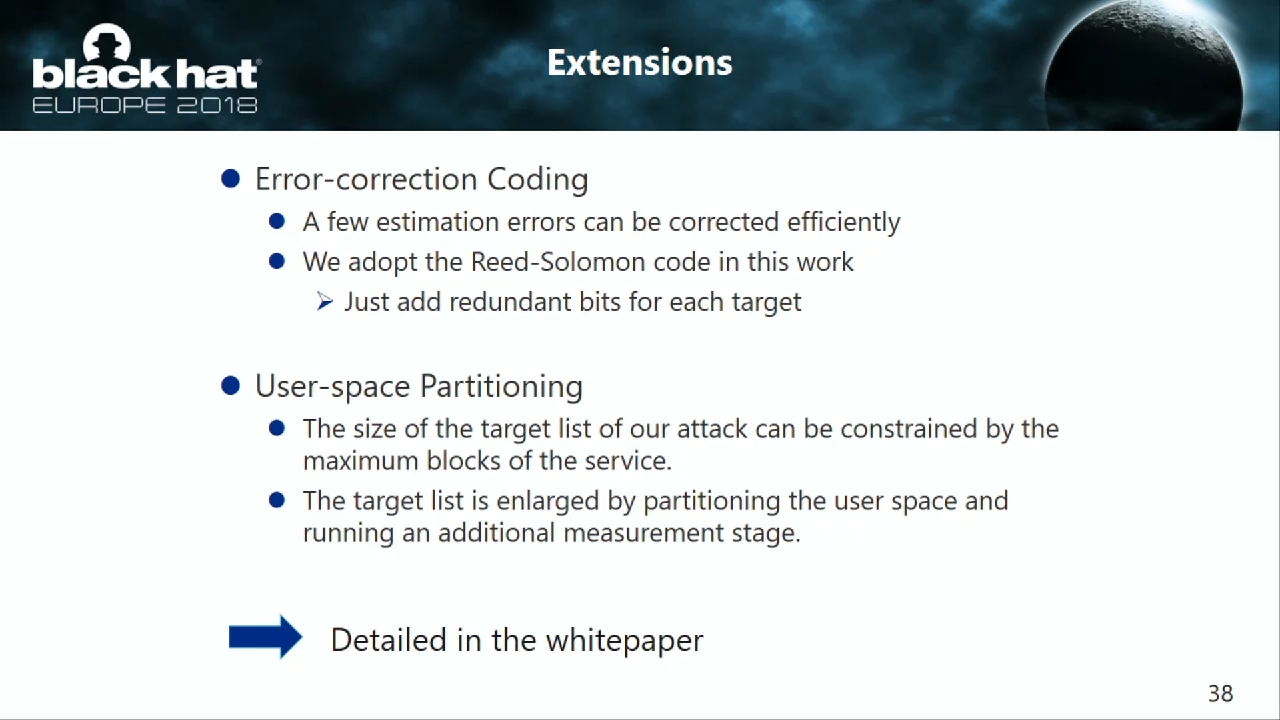 black hat
EUROPE 2018
Extensions
Error-correction Coding
A few estimation errors can be corrected efficiently
We adopt the Reed-Solomon code in this work
Just add redundant bits for each target
User-space Partitioning
The size of the target list of our attack can be constrained by the
maximum blocks of the service.
The target list is enlarged by partitioning the user space and
running an additional measurement stage.
Detailed in the whitepaper
38